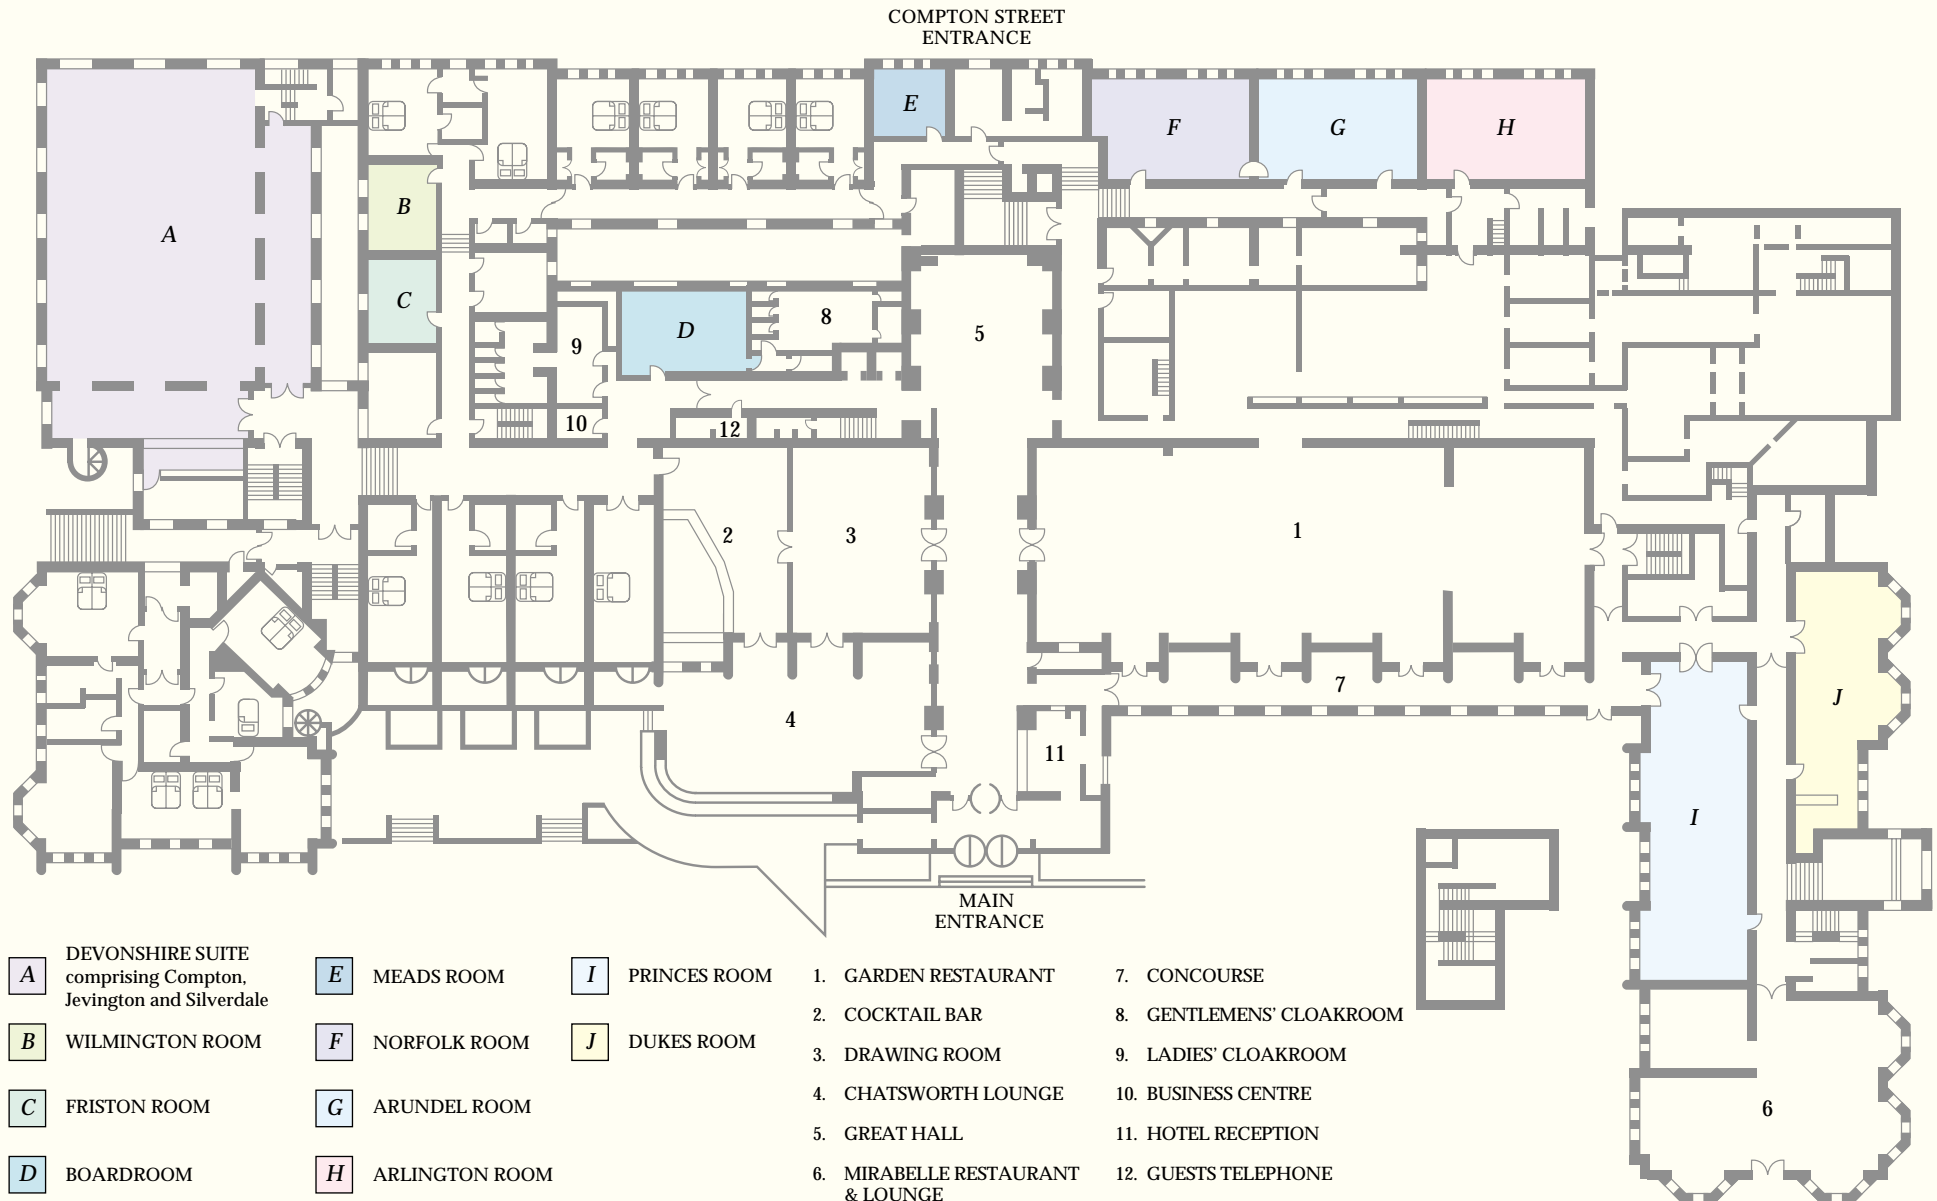 COMPTON STREET
ENTRANCE
E
F
G
H
A
B
C
D
8
9
5
10
12
2
3
1
7
4
11
J
I
6
MAIN
ENTRANCE
A
DEVONSHIRE SUITE
comprising Compton,
Jevington and Silverdale
B
WILMINGTON ROOM
C
FRISTON ROOM
D
BOARDROOM
E
MEADS ROOM
F
NORFOLK ROOM
G
ARUNDEL ROOM
H
ARLINGTON ROOM
I
PRINCES ROOM
J
DUKES ROOM
1. GARDEN RESTAURANT
2. COCKTAIL BAR
3. DRAWING ROOM
4. CHATSWORTH LOUNGE
5. GREAT HALL
6. MIRABELLE RESTAURANT
& LOUNGE
7. CONCOURSE
8. GENTLEMENS’ CLOAKROOM
9. LADIES’ CLOAKROOM
10. BUSINESS CENTRE
11. HOTEL RECEPTION
12. GUESTS TELEPHONE